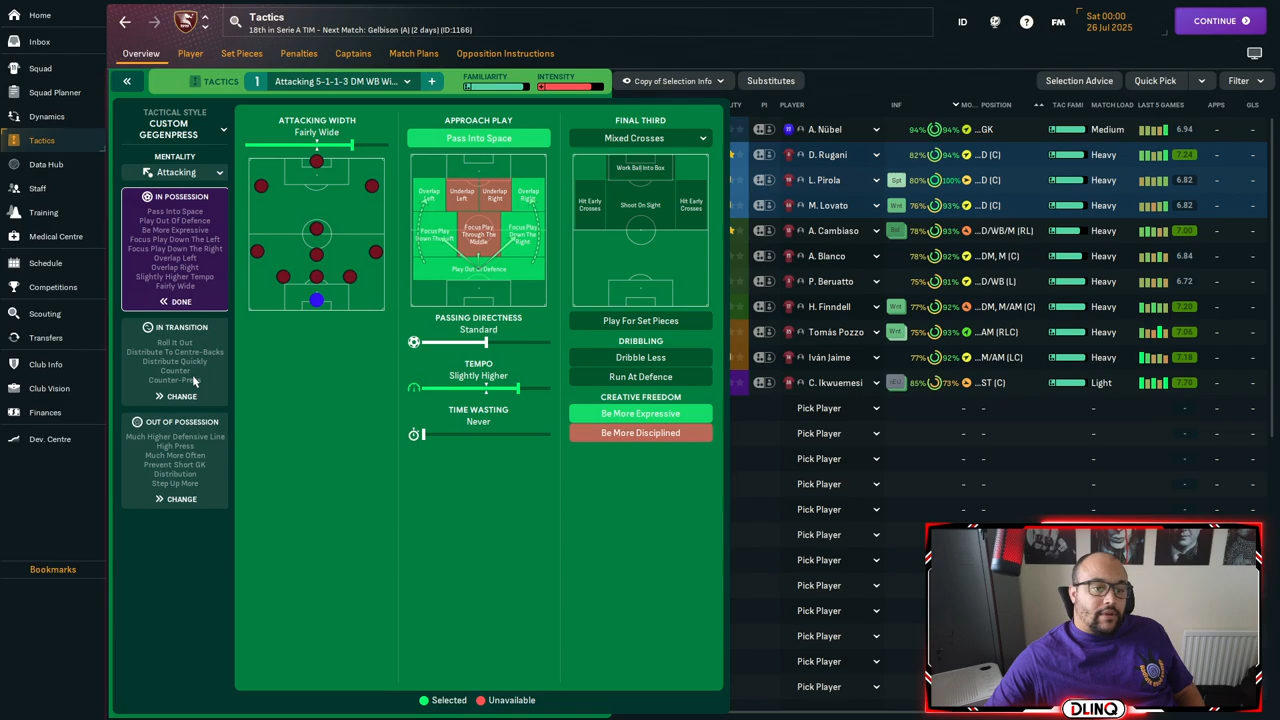 Home
Inbox
Squad
Squad Planner
Dynamics
Tactics
Data Hub
Staff
Training
Medical Centre
Schedule
Competitions
Scouting
Transfers
Club Info
Club Vision
Finances
Dev. Centre
Bookmarks
Tactics
18th in Serie A TIM - Next Match: Gelbison (A) (2 days) (ID:1166)
ID
FM
Sat 00:00
26 Jul 2025
CONTINUE
Overview Player Set Pieces Penalties Captains Match Plans Opposition Instructions
TACTICS 1 Attacking 5-1-1-3 DM WB Wi...
FAMILIARITY
INTENSITY
Copy of Selection Info
Substitutes
Selection Advice
Quick Pick
Filter
TACTICAL STYLE
CUSTOM
GEGENPRESS
MENTALITY
Attacking
IN POSSESSION
Pass Into Space
Play Out Of Defence
Be More Expressive
Focus Play Down The Left
Focus Play Down The Right
Overlap Left
Overlap Right
Slightly Higher Tempo
Fairly Wide
DONE
IN TRANSITION
Roll It Out
Distribute To Centre-Backs
Distribute Quickly
Counter
CHANGE
OUT OF POSSESSION
Much Higher Defensive Line
High Press
Much More Often
Prevent Short GK
Distribution
Step Up More
CHANGE
ATTACKING WIDTH
Fairly Wide
APPROACH PLAY
Pass Into Space
Overlap Left
Underlap Left
Underlap Right
Overlap Right
Focus Play Down The Left
Focus Play Through The Middle
Focus Play Down The Right
Play Out Of Defence
PASSING DIRECTNESS
Standard
TEMPO
Slightly Higher
TIME WASTING
Never
FINAL THIRD
Mixed Crosses
Work Ball Into Box
Hit Early Crosses
Shoot On Sight
Hit Early Crosses
Play For Set Pieces
DRIBBLING
Dribble Less
Run At Defence
CREATIVE FREEDOM
Be More Expressive
Be More Disciplined
Selected
Unavailable
PI PLAYER INF MO... POSITION TAC FAMI MATCH LOAD LAST 5 GAMES APPS GLS
A. Nübel 94% 94% ...GK Medium 6.94 - -
D. Rugani 82% 94% ...D (C) Heavy 7.24 - -
L. Pirola Spt 80% 100% ...D (C) Heavy 6.82 - -
M. Lovato Wnt 76% 93% ...D (C) Heavy 6.82 - -
A. Cambiaso 78% 93% ...D/WB/M (RL) Heavy 7.00 - -
A. Blanco 78% 92% ...DM, M (C) Heavy 6.84 - -
P. Beruatto 75% 91% ...D/WB (L) Heavy 6.72 - -
H. Finndell Wnt 77% 92% ...DM, M/AM (C) Heavy 7.20 - -
Tomás Pozzo Wnt 75% 93% ...AM (RLC) Heavy 7.06 - -
Iván Jaime 77% 92% ...M/AM (LC) Heavy 7.18 - -
C. Ikwuemesi 85% 73% ...ST (C) Light 7.70 - -
Pick Player
Pick Player
Pick Player
Pick Player
Pick Player
Pick Player
Pick Player
Pick Player
Pick Player
Pick Player
Pick Player
Pick Player
DLINQ